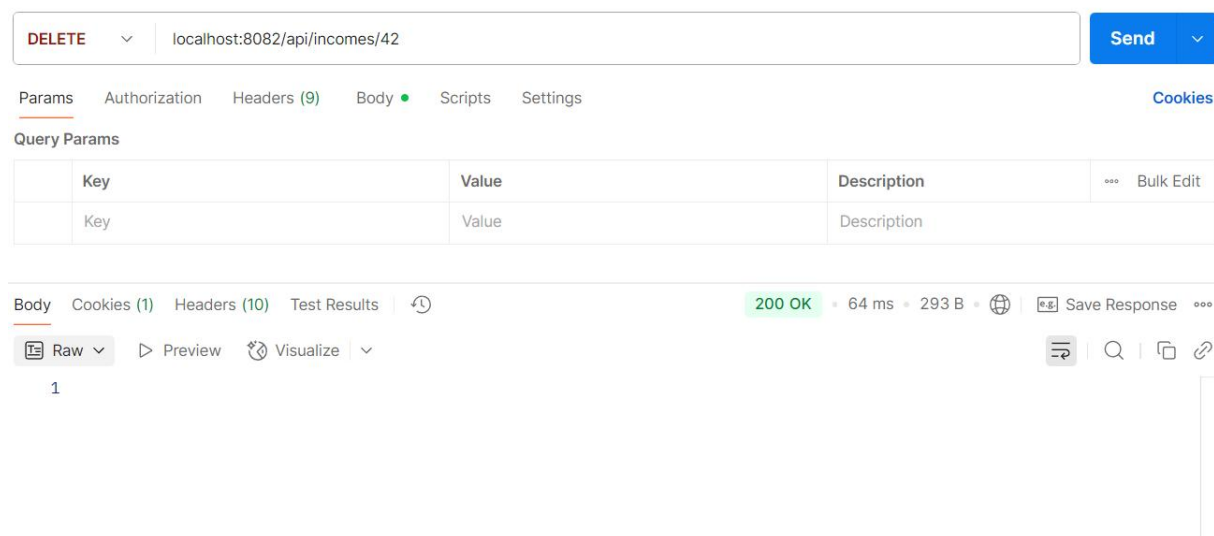 DELETE localhost:8082/api/incomes/42 Send
Params Authorization Headers (9) Body Scripts Settings Cookies
Query Params
Key Value Description Bulk Edit
Key Value Description
Body Cookies (1) Headers (10) Test Results 200 OK 64 ms 293 B e.g. Save Response
Raw Preview Visualize
1